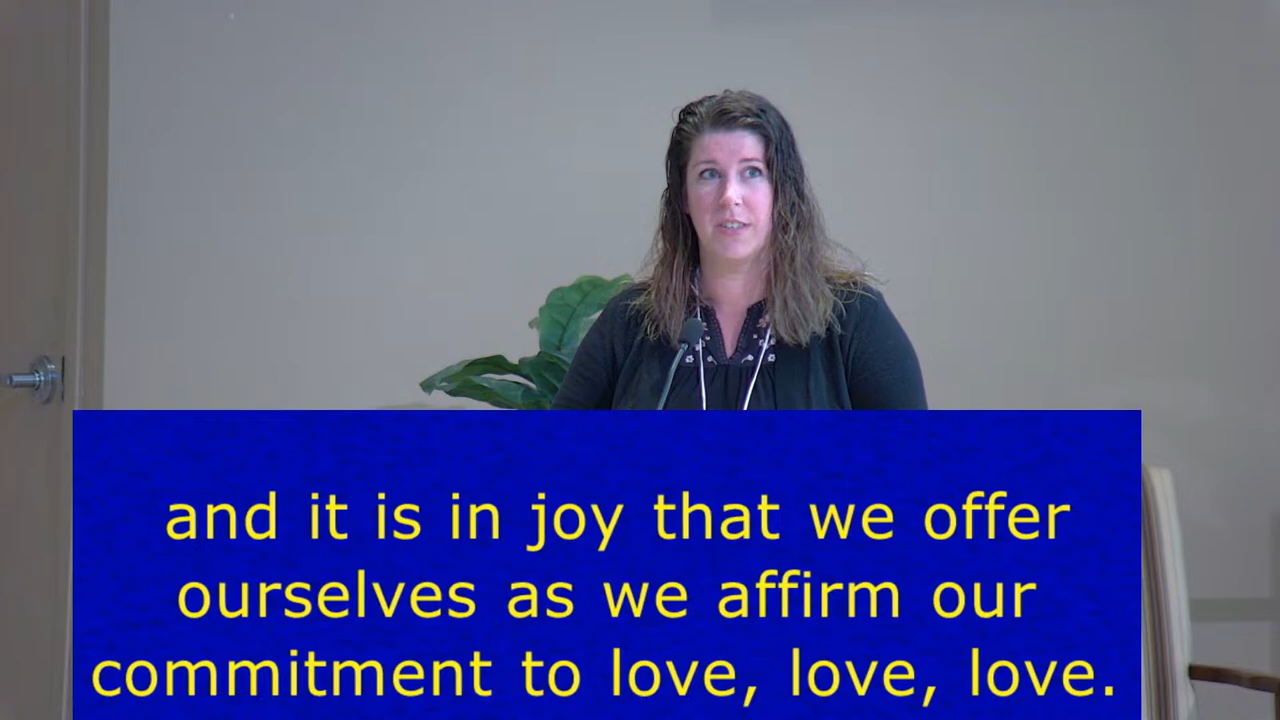 and it is in joy that we offer
ourselves as we affirm our
commitment to love, love, love.